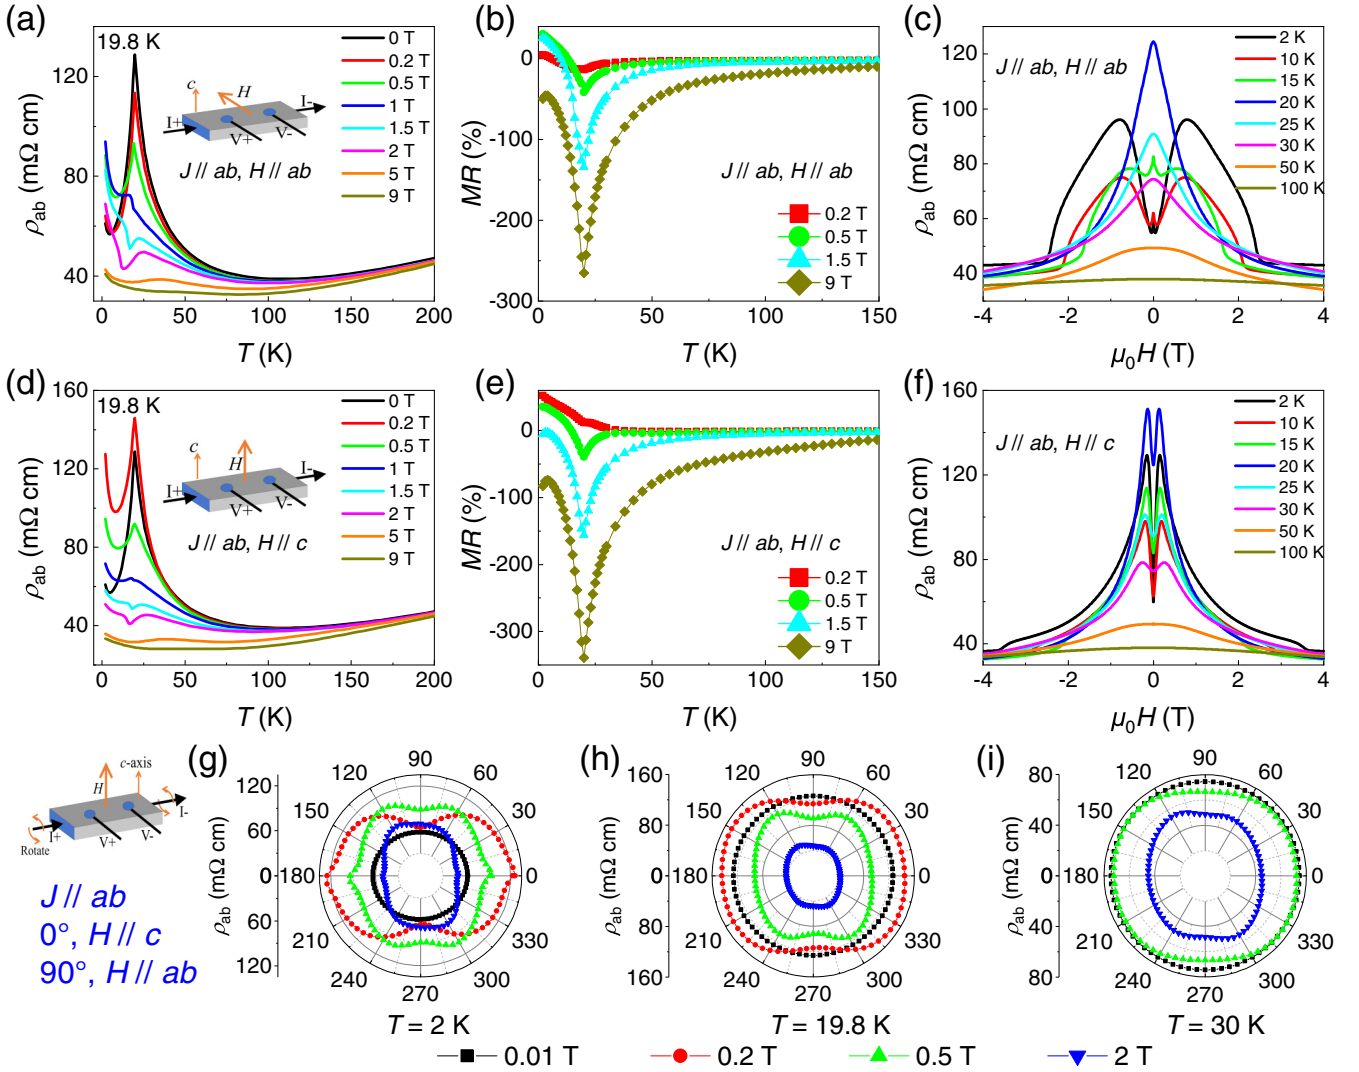 (a)
19.8 K
0 T
0.2 T
0.5 T
1 T
1.5 T
2 T
5 T
9 T
c
H
I+
I-
V+
V-
J // ab, H // ab
ρab (mΩ cm)
120
80
40
0
50
100
150
200
T (K)
(b)
MR (%)
0
-100
-200
-300
J // ab, H // ab
0.2 T
0.5 T
1.5 T
9 T
0
50
100
150
T (K)
(c)
J // ab, H // ab
2 K
10 K
15 K
20 K
25 K
30 K
50 K
100 K
ρab (mΩ cm)
120
100
80
60
40
-4
-2
0
2
4
μ0H (T)
(d)
19.8 K
0 T
0.2 T
0.5 T
1 T
1.5 T
2 T
5 T
9 T
c
H
I+
I-
V+
V-
J // ab, H // c
ρab (mΩ cm)
160
120
80
40
0
50
100
150
200
T (K)
(e)
MR (%)
0
-100
-200
-300
J // ab, H // c
0.2 T
0.5 T
1.5 T
9 T
0
50
100
150
T (K)
(f)
J // ab, H // c
2 K
10 K
15 K
20 K
25 K
30 K
50 K
100 K
ρab (mΩ cm)
160
120
80
40
-4
-2
0
2
4
μ0H (T)
c-axis
H
I-
V-
V+
I+
Rotate
J // ab
0°, H // c
90°, H // ab
(g)
ρab (mΩ cm)
120
60
0
60
120
90
60
30
0
330
300
270
240
210
180
150
120
T = 2 K
(h)
ρab (mΩ cm)
160
80
0
80
160
90
60
30
0
330
300
270
240
210
180
150
120
T = 19.8 K
(i)
ρab (mΩ cm)
80
40
0
40
80
90
60
30
0
330
300
270
240
210
180
150
120
T = 30 K
0.01 T
0.2 T
0.5 T
2 T